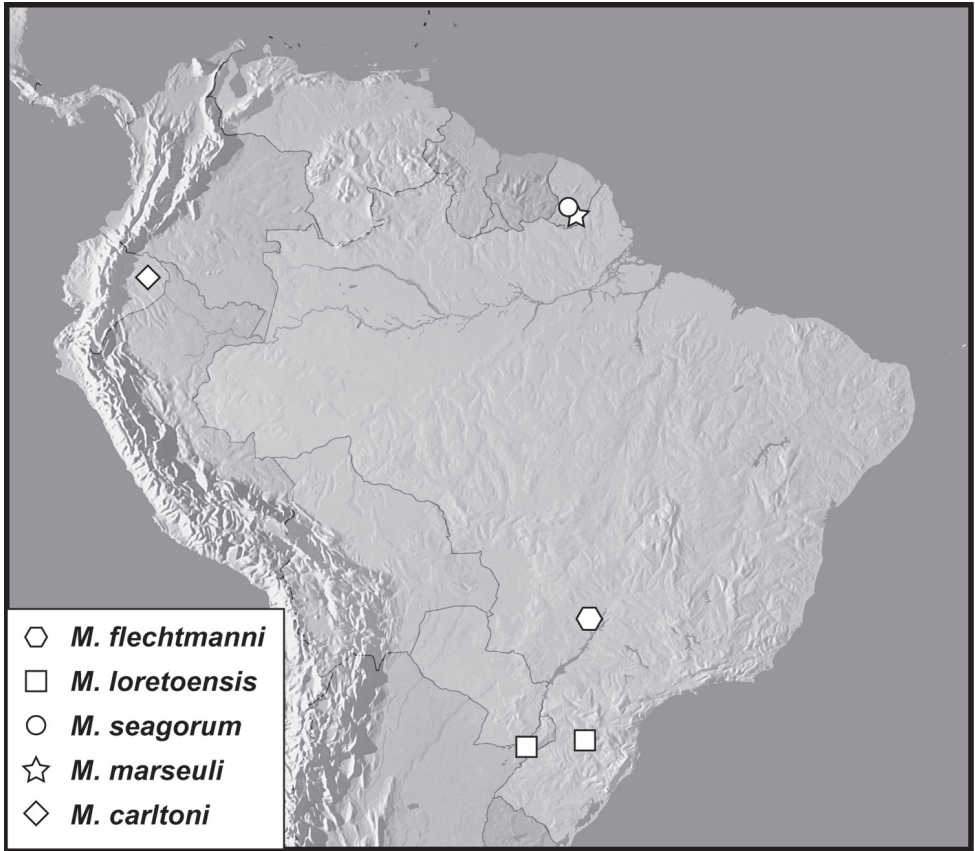 M. flechtmanni
M. loretoensis
M. seagorum
M. marseuli
M. carltoni